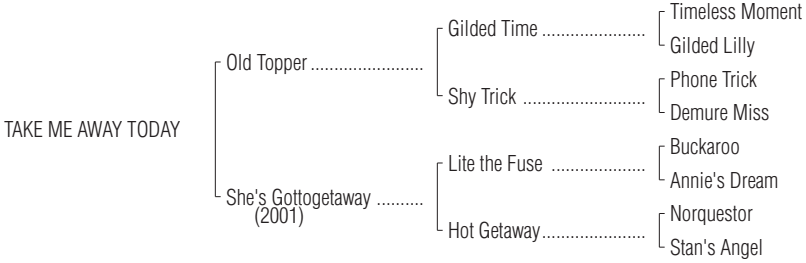 Timeless Moment
Gilded Time ......................
Gilded Lilly
Old Topper ........................
Phone Trick
Shy Trick ..........................
Demure Miss
TAKE ME AWAY TODAY
Buckaroo
Lite the Fuse ....................
Annie's Dream
She's Gottogetaway ..........
(2001)
Norquestor
Hot Getaway......................
Stan's Angel